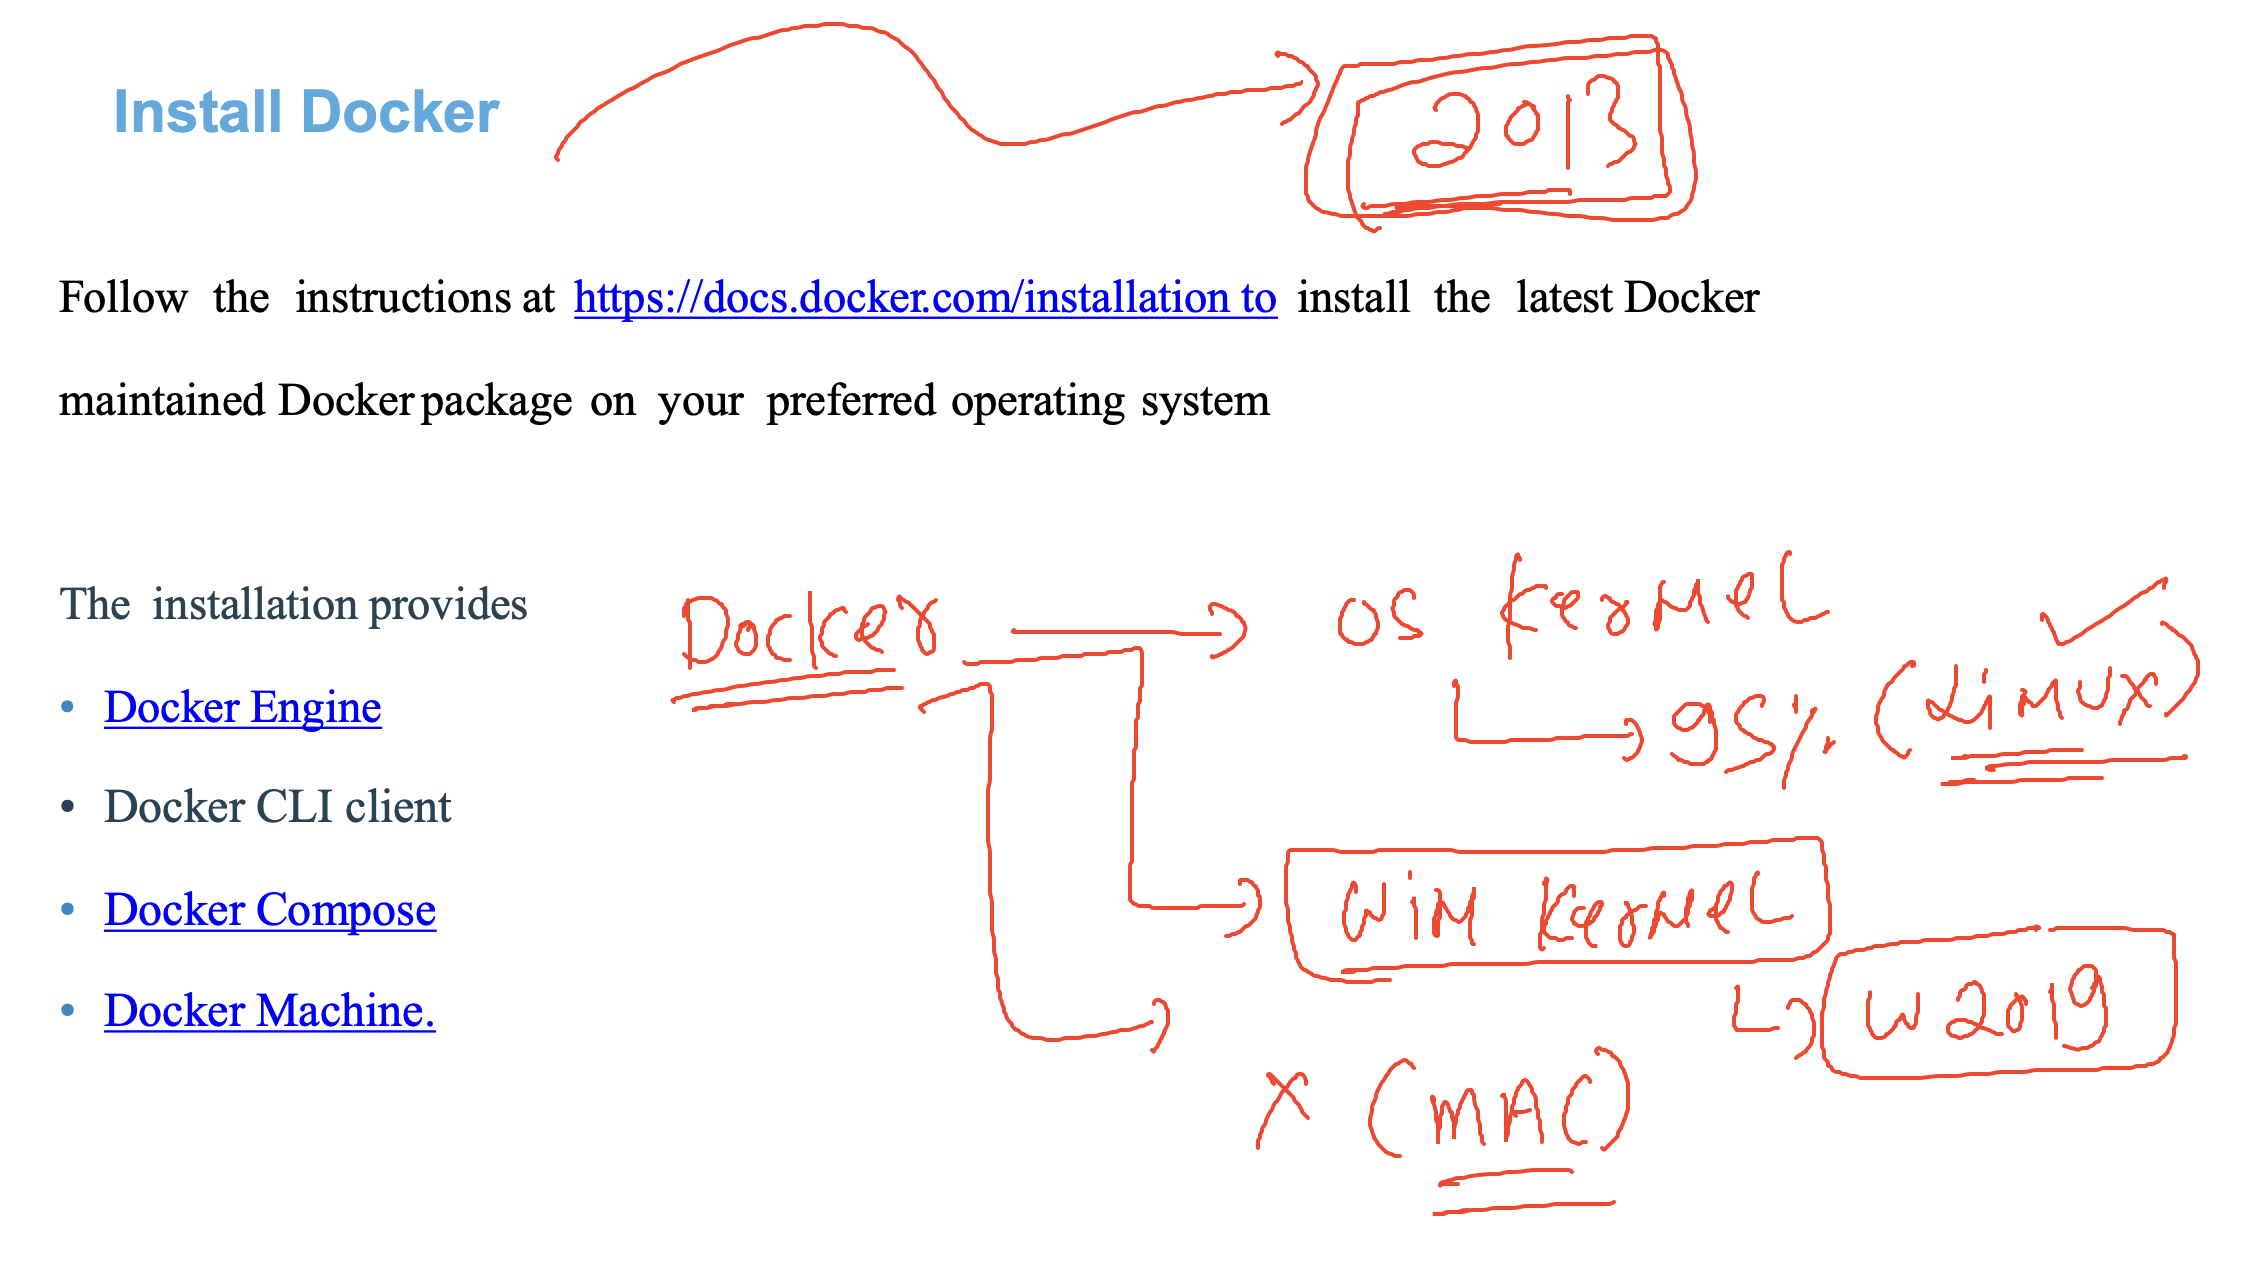 Install Docker
2013
Follow the instructions at https://docs.docker.com/installation to install the latest Docker
maintained Docker package on your preferred operating system
The installation provides
Docker OS Kernel
95% (Linux)
• Docker Engine
• Docker CLI client
• Docker Compose
Win Kernel
• Docker Machine.
W 2019
X (MAC)